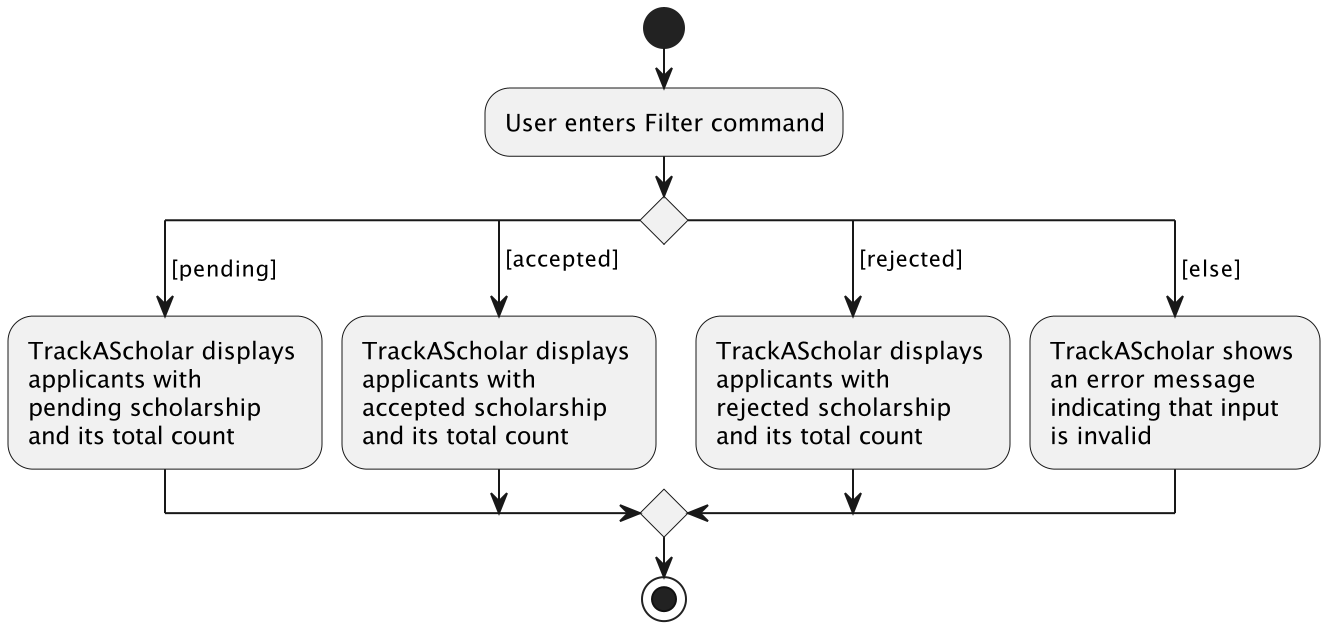 User enters Filter command
[pending]
[accepted]
[rejected]
[else]
TrackAScholar displays
applicants with
pending scholarship
and its total count
TrackAScholar displays
applicants with
accepted scholarship
and its total count
TrackAScholar displays
applicants with
rejected scholarship
and its total count
TrackAScholar shows
an error message
indicating that input
is invalid